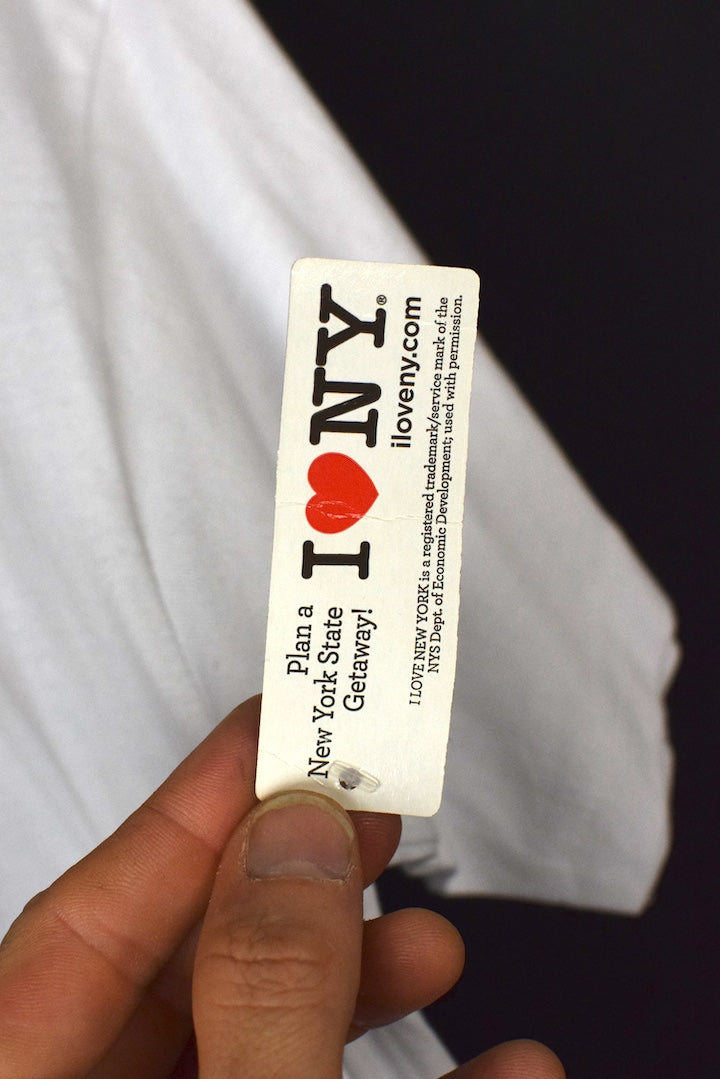 Plan a
New York State
Getaway!
I ❤ NY®
iloveny.com
I LOVE NEW YORK is a registered trademark/service mark of the
NYS Dept. of Economic Development; used with permission.